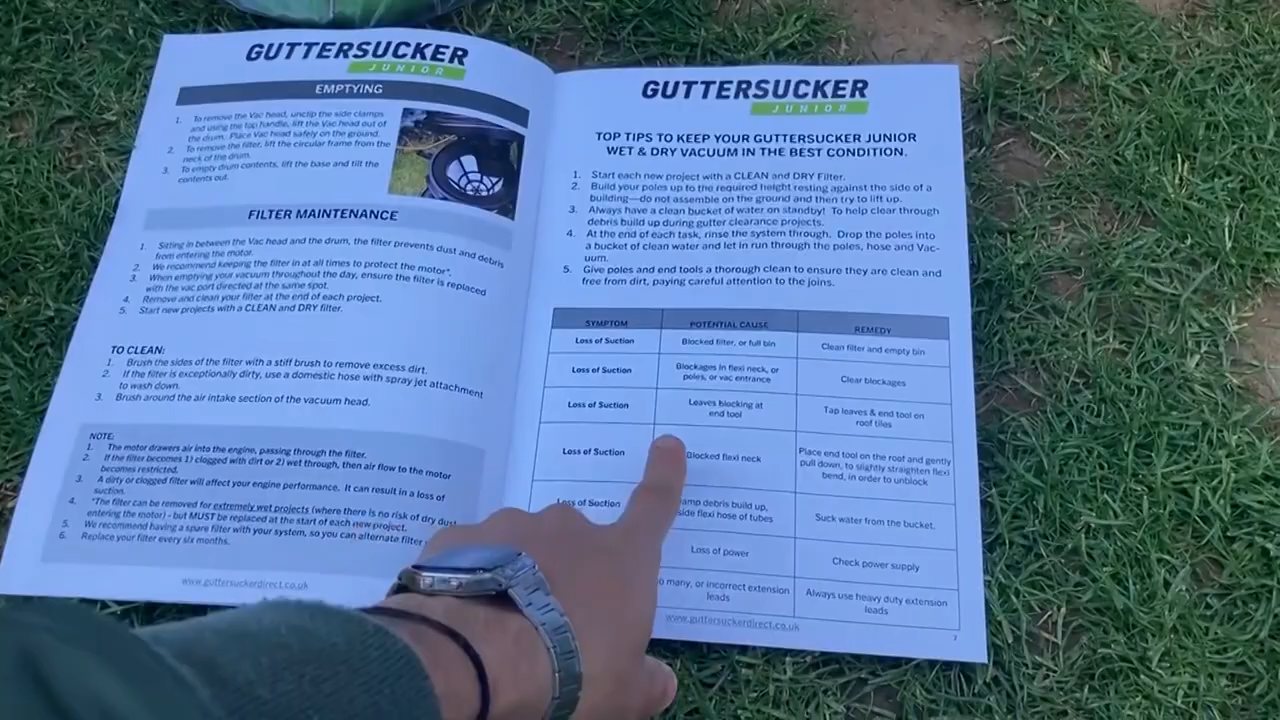 GUTTERSUCKER
JUNIOR
EMPTYING
1. To remove the Vac head, unclip the side clamps
and using the top handle, lift the Vac head out of
the drum. Place Vac head safely on the ground.
2. To remove the filter, lift the circular frame from the
neck of the drum.
3. To empty drum contents, lift the base and tilt the
contents out.
FILTER MAINTENANCE
1. Sitting in between the Vac head and the drum, the filter prevents dust and debris
from entering the motor.
2. We recommend keeping the filter in at all times to protect the motor*.
3. When emptying your vacuum throughout the day, ensure the filter is replaced
with the vac port directed at the same spot.
4. Remove and clean your filter at the end of each project.
5. Start new projects with a CLEAN and DRY filter.
TO CLEAN:
1. Brush the sides of the filter with a stiff brush to remove excess dirt.
2. If the filter is exceptionally dirty, use a domestic hose with spray jet attachment
to wash down.
3. Brush around the air intake section of the vacuum head.
NOTE:
1. The motor drawers air into the engine, passing through the filter.
2. If the filter becomes 1) clogged with dirt or 2) wet through, then air flow to the motor
becomes restricted.
3. A dirty or clogged filter will affect your engine performance. It can result in a loss of
suction.
4. *The filter can be removed for extremely wet projects (where there is no risk of dry dust
entering the motor) - but MUST be replaced at the start of each new project.
5. We recommend having a spare filter with your system, so you can alternate filter
6. Replace your filter every six months.
www.guttersuckerdirect.co.uk
GUTTERSUCKER
JUNIOR
TOP TIPS TO KEEP YOUR GUTTERSUCKER JUNIOR
WET & DRY VACUUM IN THE BEST CONDITION.
1. Start each new project with a CLEAN and DRY Filter.
2. Build your poles up to the required height resting against the side of a
building—do not assemble on the ground and then try to lift up.
3. Always have a clean bucket of water on standby! To help clear through
debris build up during gutter clearance projects.
4. At the end of each task, rinse the system through. Drop the poles into
a bucket of clean water and let in run through the poles, hose and Vac-
uum.
5. Give poles and end tools a thorough clean to ensure they are clean and
free from dirt, paying careful attention to the joins.
SYMPTOM POTENTIAL CAUSE REMEDY
Loss of Suction Blocked filter, or full bin Clean filter and empty bin
Loss of Suction Blockages in flexi neck, or
poles, or vac entrance Clear blockages
Loss of Suction Leaves blocking at
end tool Tap leaves & end tool on
roof tiles
Loss of Suction Blocked flexi neck Place end tool on the roof and gently
pull down, to slightly straighten flexi
bend, in order to unblock
Loss of Suction amp debris build up,
side flexi hose of tubes Suck water from the bucket.
Loss of power Check power supply
o many, or incorrect extension
leads Always use heavy duty extension
leads
www.guttersuckerdirect.co.uk
7